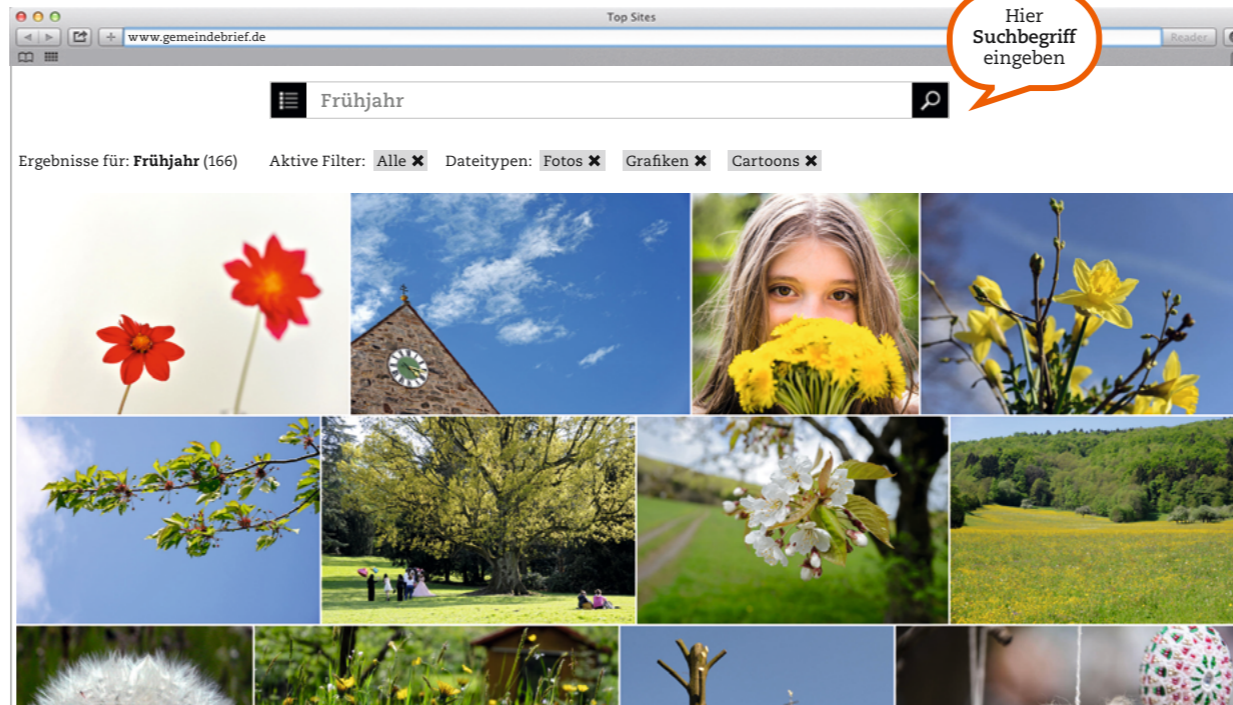 Top Sites
www.gemeindebrief.de
Reader
Hier
Suchbegriff
eingeben
Frühjahr
Ergebnisse für: Frühjahr (166) Aktive Filter: Alle ✖ Dateitypen: Fotos ✖ Grafiken ✖ Cartoons ✖